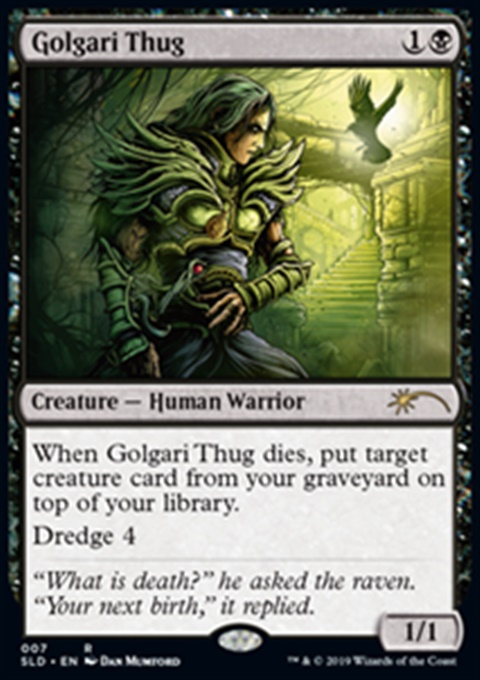 Golgari Thug 1
Creature — Human Warrior
When Golgari Thug dies, put target
creature card from your graveyard on
top of your library.
Dredge 4
“What is death?” he asked the raven.
“Your next birth,” it replied.
1/1
007 R
SLD • EN Dan Mumford
™ & © 2019 Wizards of the Coast